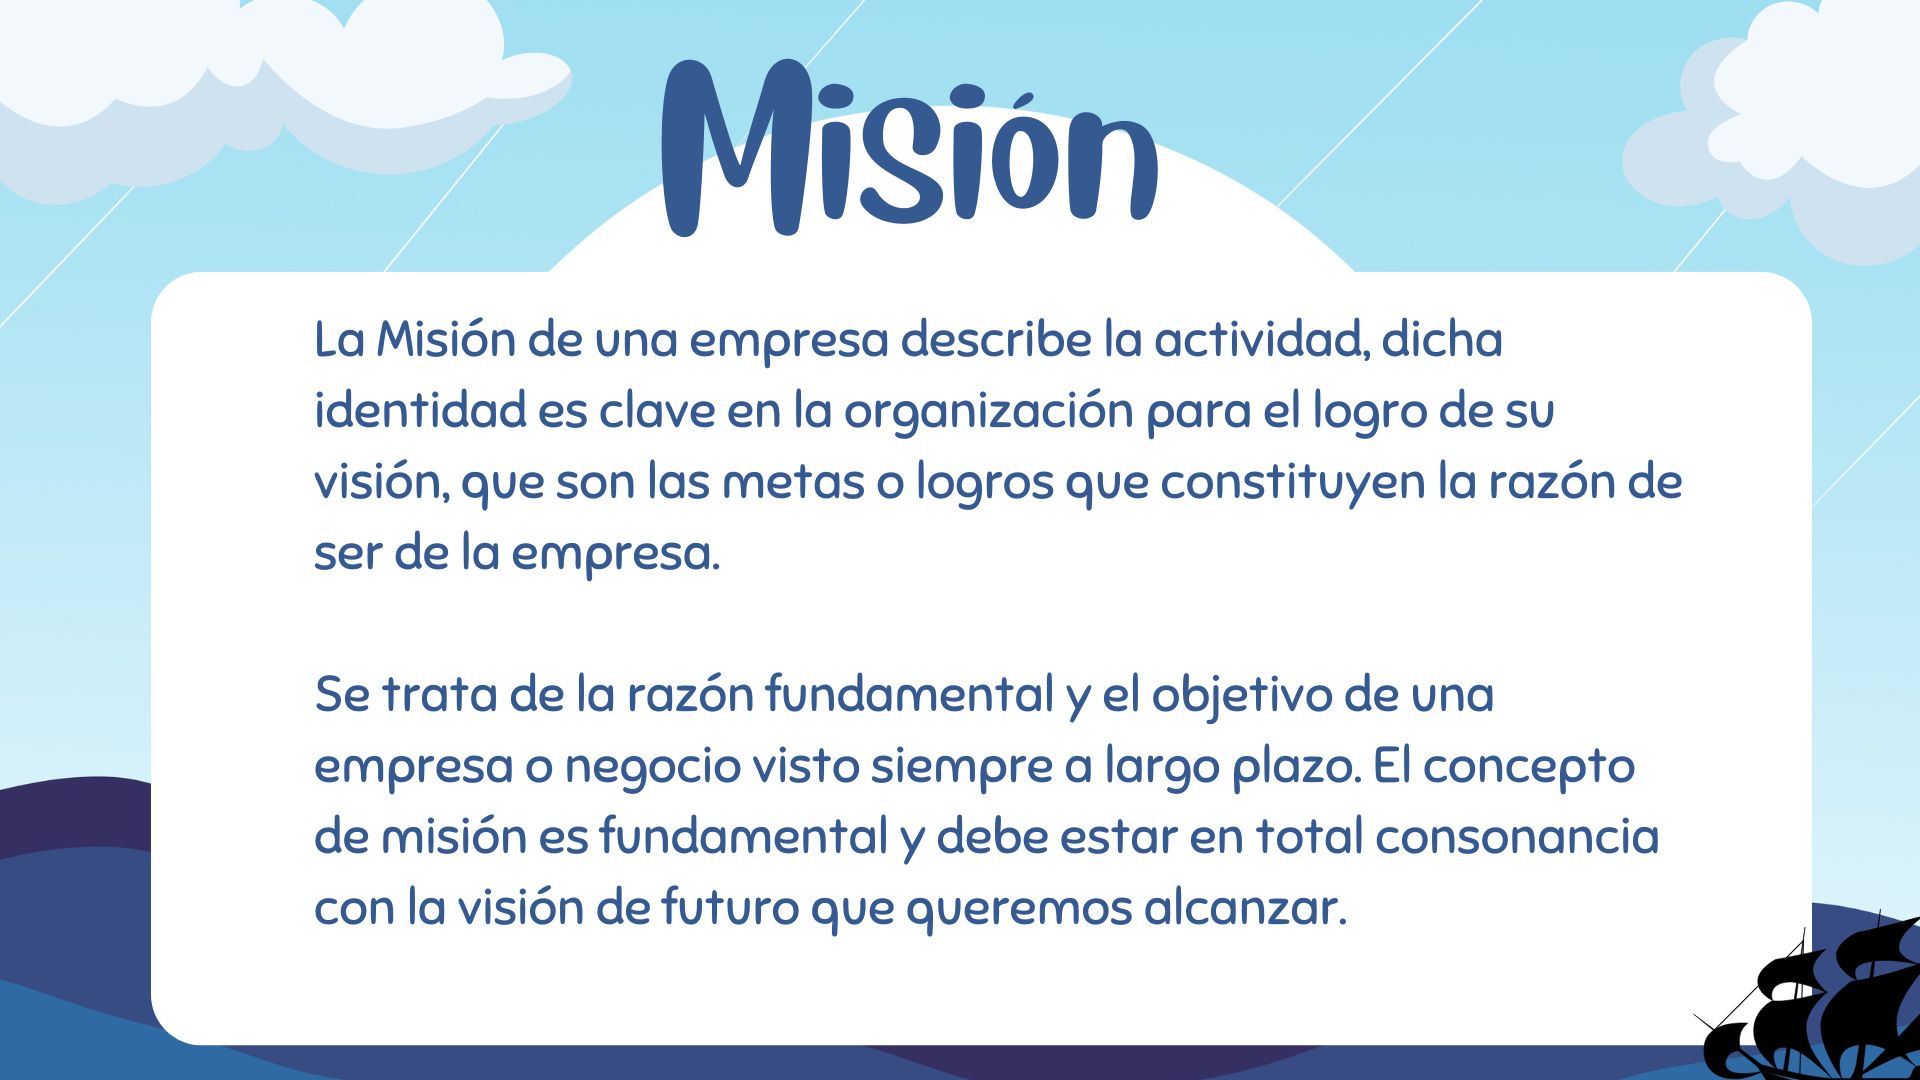 Misión
La Misión de una empresa describe la actividad, dicha
identidad es clave en la organización para el logro de su
visión, que son las metas o logros que constituyen la razón de
ser de la empresa.
Se trata de la razón fundamental y el objetivo de una
empresa o negocio visto siempre a largo plazo. El concepto
de misión es fundamental y debe estar en total consonancia
con la visión de futuro que queremos alcanzar.